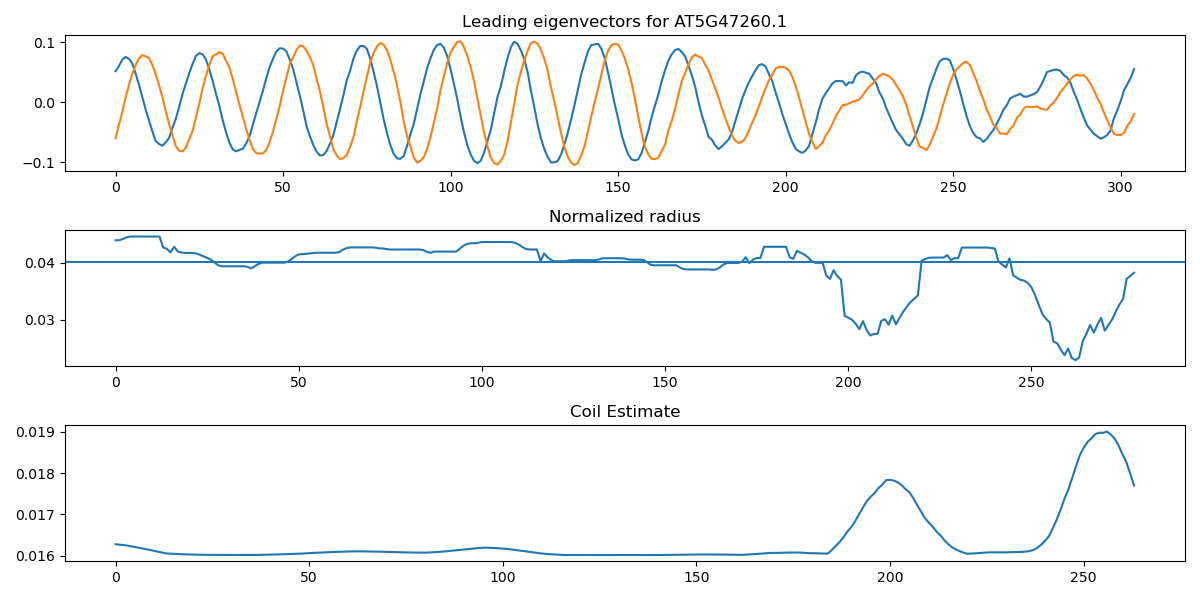 Leading eigenvectors for AT5G47260.1
0.1
0.0
−0.1
0 50 100 150 200 250 300
Normalized radius
0.04
0.03
0 50 100 150 200 250
Coil Estimate
0.019
0.018
0.017
0.016
0 50 100 150 200 250